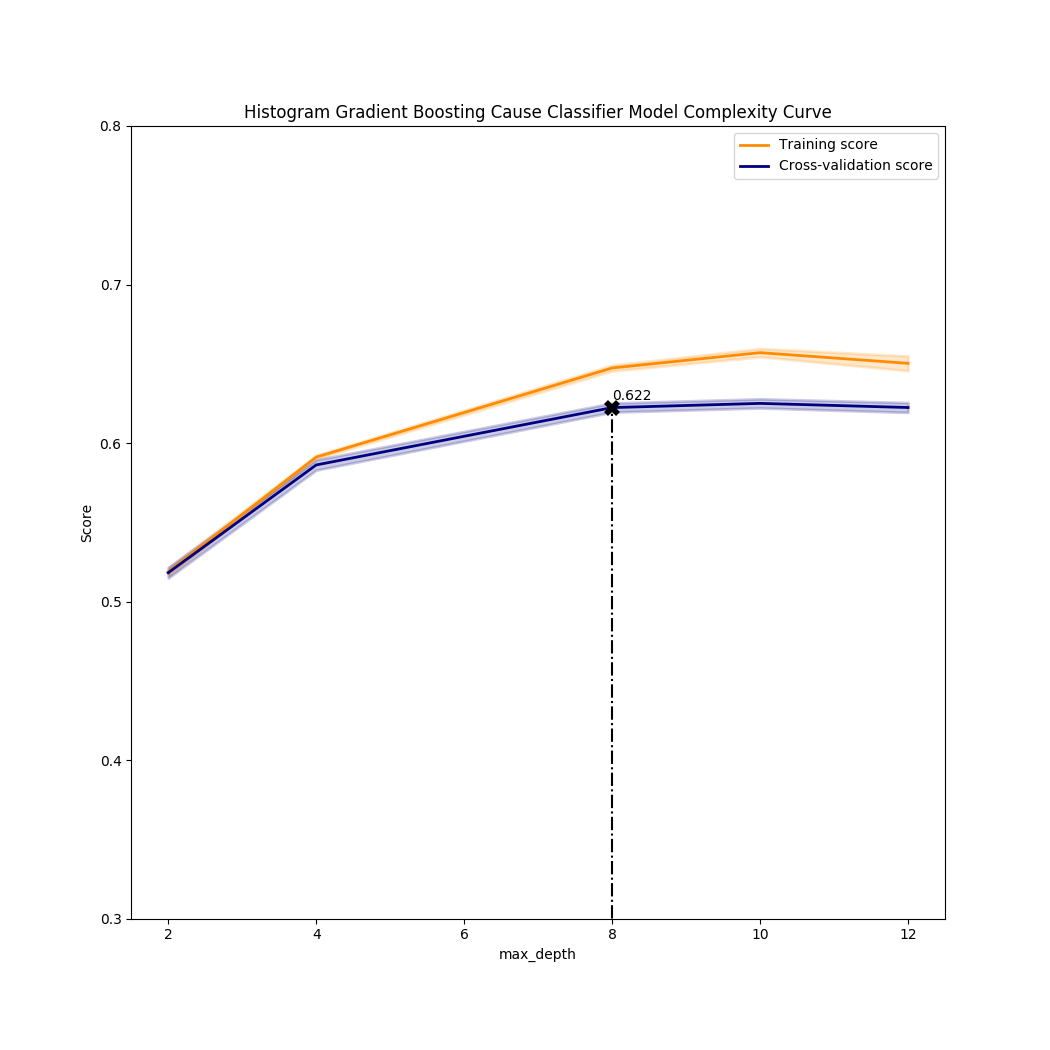 Histogram Gradient Boosting Cause Classifier Model Complexity Curve
Training score
Cross-validation score
0.8
0.7
0.6
0.5
0.4
0.3
Score
0.622
2 4 6 8 10 12
max_depth